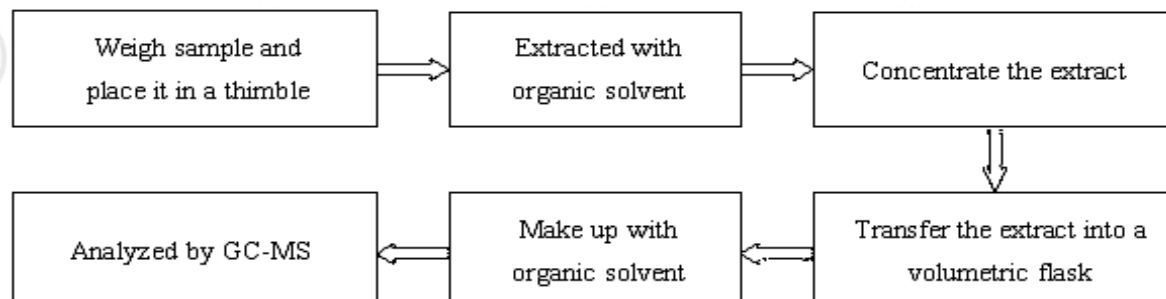 Weigh sample and
place it in a thimble
Extracted with
organic solvent
Concentrate the extract
Transfer the extract into a
volumetric flask
Make up with
organic solvent
Analyzed by GC-MS